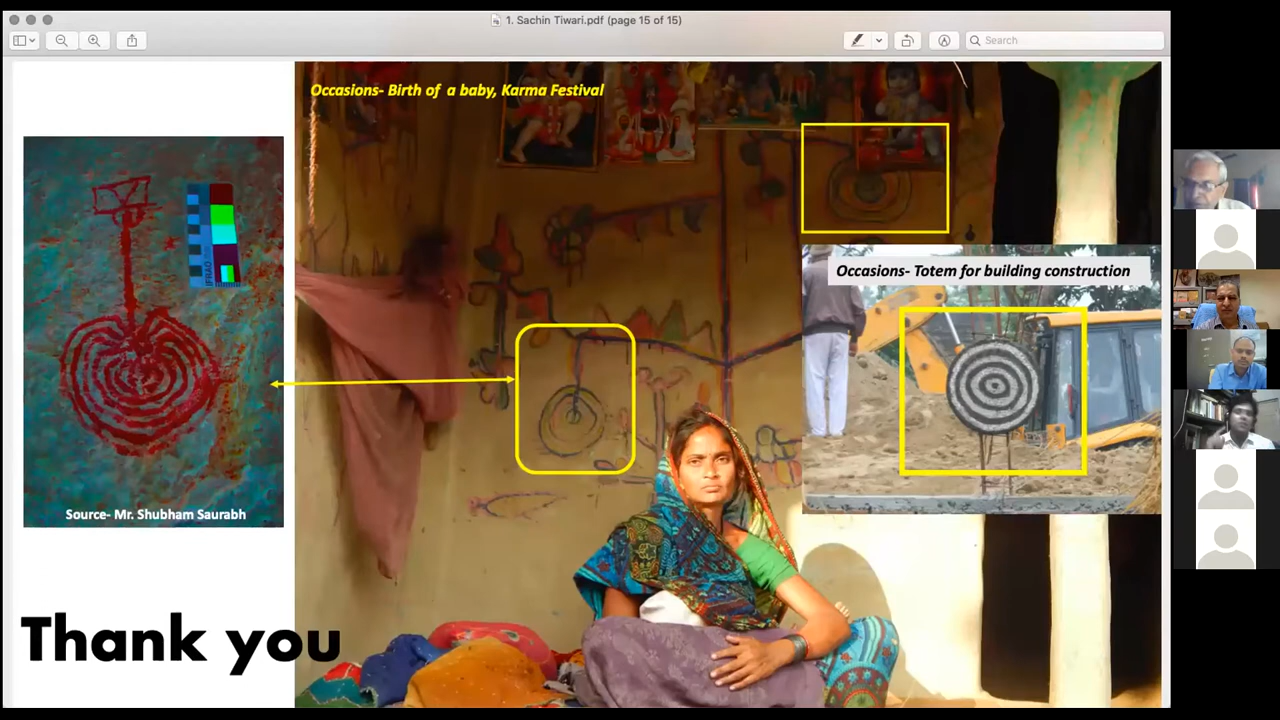 1. Sachin Tiwari.pdf (page 15 of 15)
Search
Occasions- Birth of a baby, Karma Festival
Occasions- Totem for building construction
IFRAO
Source- Mr. Shubham Saurabh
Thank you